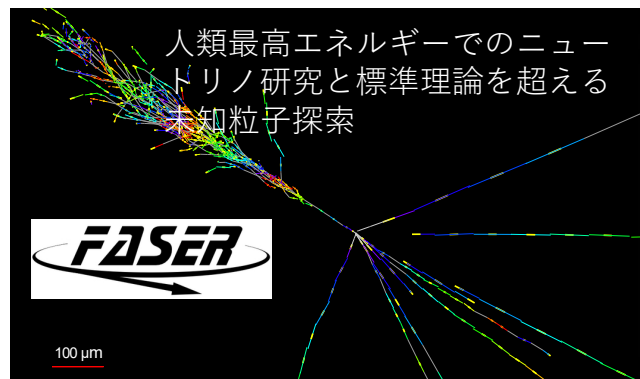 人類最高エネルギーでのニュー
トリノ研究と標準理論を超える
未知粒子探索
FASER
100 μm